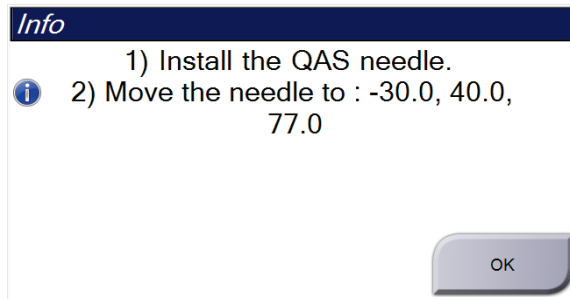 Info
1) Install the QAS needle.
2) Move the needle to : -30.0, 40.0,
77.0
OK